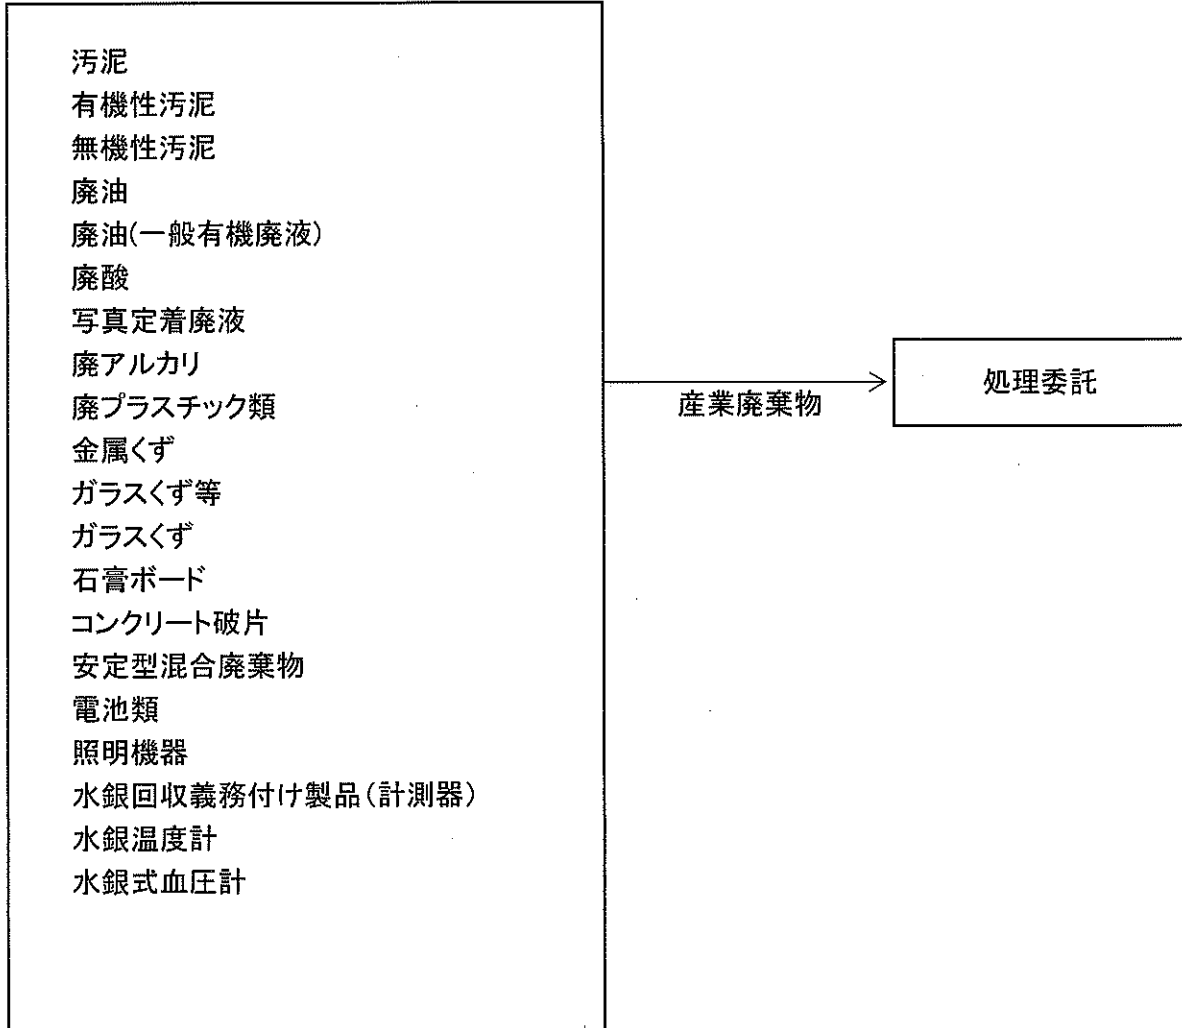 汚泥
有機性汚泥
無機性汚泥
廃油
廃油(一般有機廃液)
廃酸
写真定着廃液
廃アルカリ
廃プラスチック類
金属くず
ガラスくず等
ガラスくず
石膏ボード
コンクリート破片
安定型混合廃棄物
電池類
照明機器
水銀回収義務付け製品(計測器)
水銀温度計
水銀式血圧計
産業廃棄物
処理委託